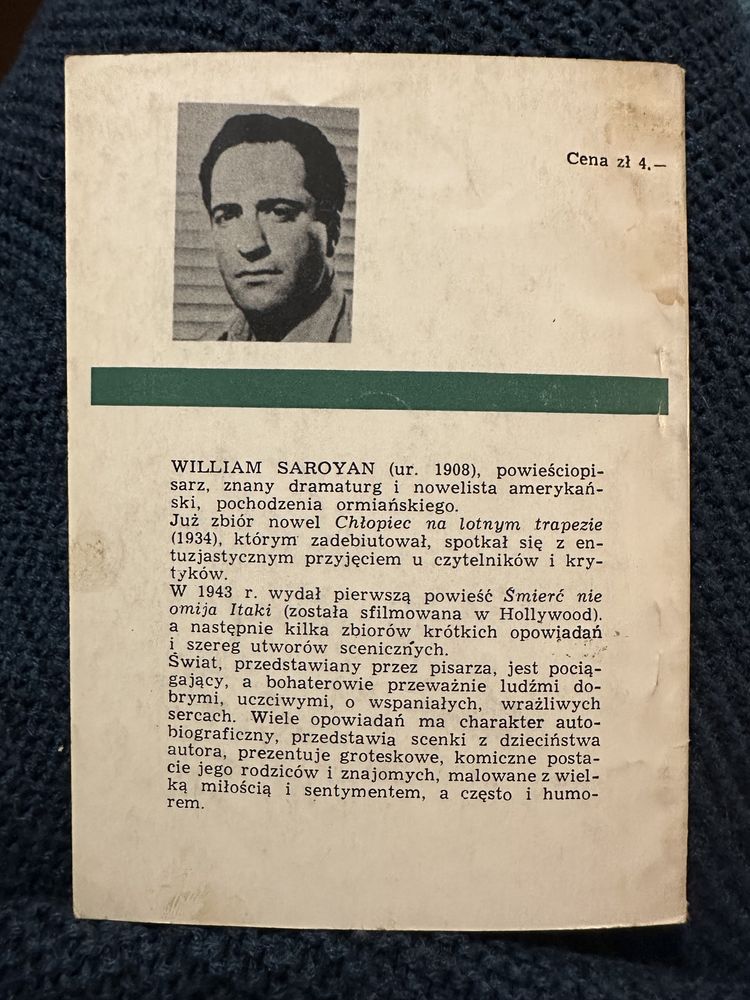 Cena zł 4.—
WILLIAM SAROYAN (ur. 1908), powieściopi-
sarz, znany dramaturg i nowelista amerykań-
ski, pochodzenia ormiańskiego.
Już zbiór nowel Chłopiec na lotnym trapezie
(1934), którym zadebiutował, spotkał się z en-
tuzjastycznym przyjęciem u czytelników i kry-
tyków.
W 1943 r. wydał pierwszą powieść Śmierć nie
omija Itaki (została sfilmowana w Hollywood).
a następnie kilka zbiorów krótkich opowiadań
i szereg utworów scenicznych.
Świat, przedstawiany przez pisarza, jest pocią-
gający, a bohaterowie przeważnie ludźmi do-
brymi, uczciwymi, o wspaniałych, wrażliwych
sercach. Wiele opowiadań ma charakter auto-
biograficzny, przedstawia scenki z dzieciństwa
autora, prezentuje groteskowe, komiczne posta-
cie jego rodziców i znajomych, malowane z wiel-
ką miłością i sentymentem, a często i humo-
rem.